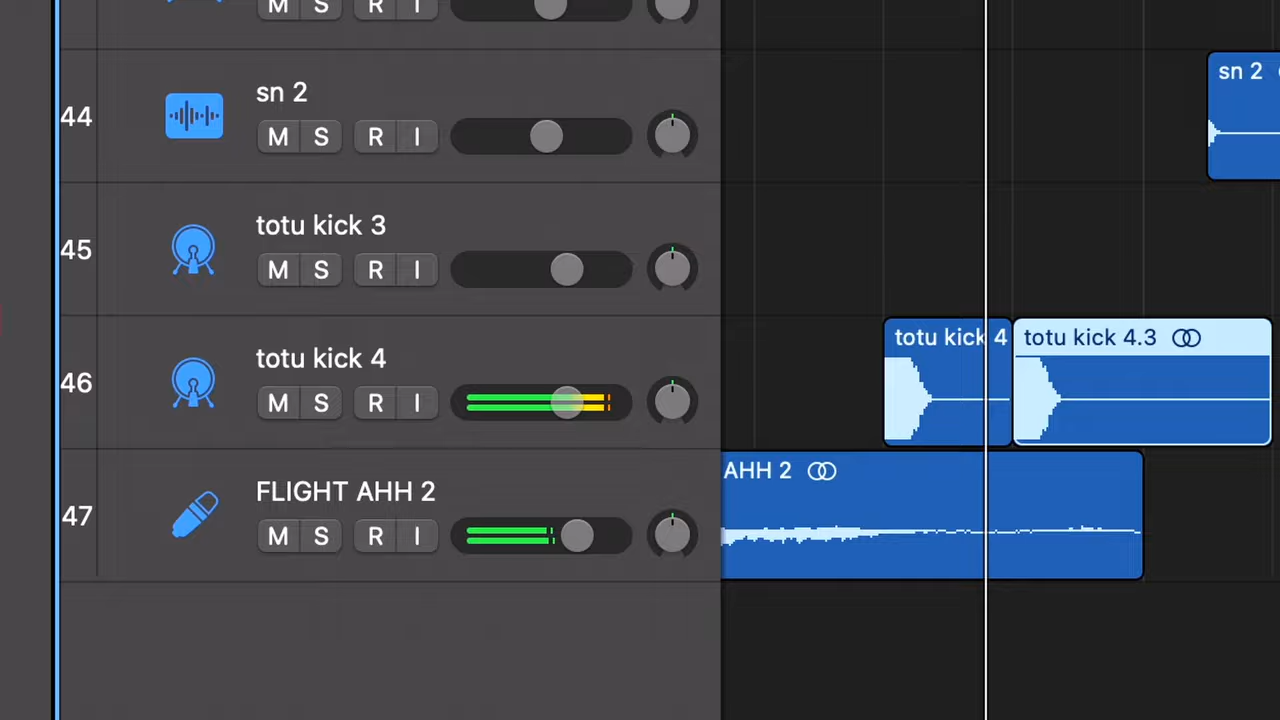 M S R I
sn 2
44
M S R I
sn 2
totu kick 3
45
M S R I
totu kick 4
46
M S R I
totu kick 4
totu kick 4.3
FLIGHT AHH 2
47
M S R I
AHH 2